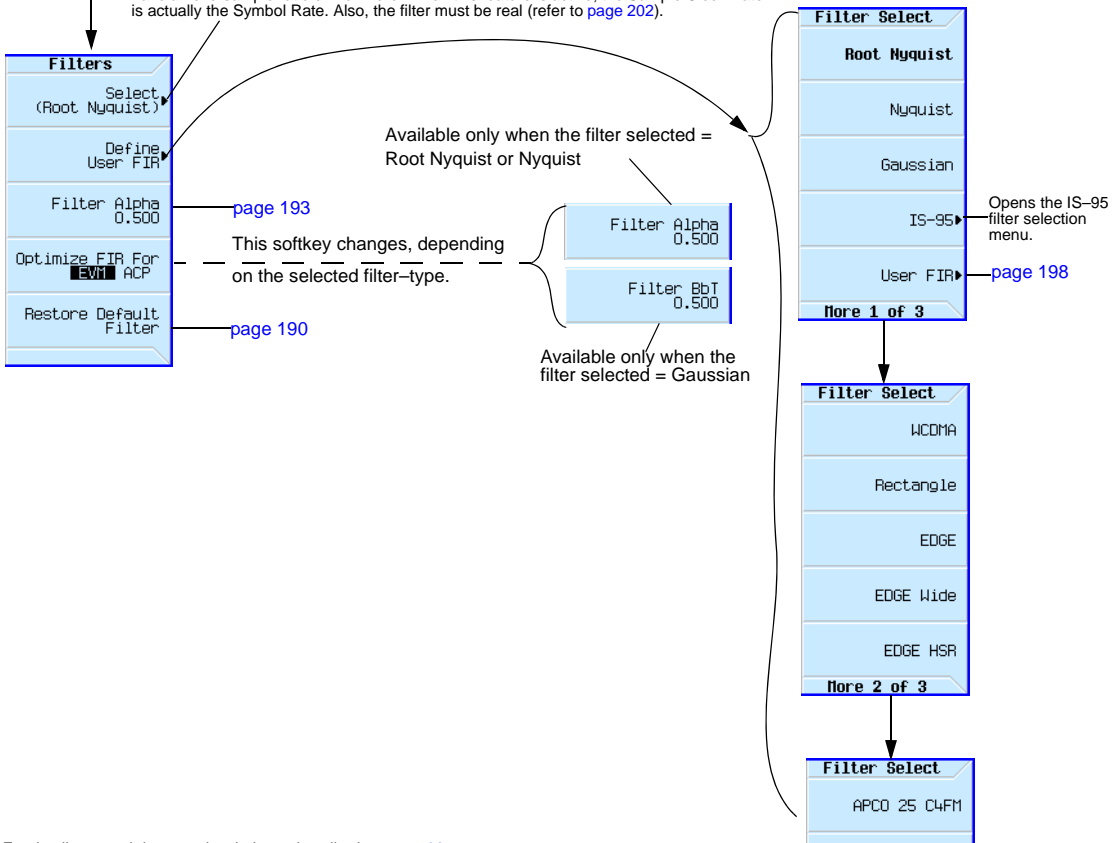 is actually the Symbol Rate. Also, the filter must be real (refer to page 202).
Filters
Select
(Root Nyquist)
Define
User FIR
Filter Alpha
0.500
Optimize FIR For
EVM ACP
Restore Default
Filter
page 193
page 190
This softkey changes, depending
on the selected filter–type.
Available only when the filter selected =
Root Nyquist or Nyquist
Filter Alpha
0.500
Filter BbT
0.500
Available only when the
filter selected = Gaussian
Filter Select
Root Nyquist
Nyquist
Gaussian
IS-95
User FIR
More 1 of 3
Opens the IS–95
filter selection
menu.
page 198
Filter Select
WCDMA
Rectangle
EDGE
EDGE Wide
EDGE HSR
More 2 of 3
Filter Select
APCO 25 C4FM